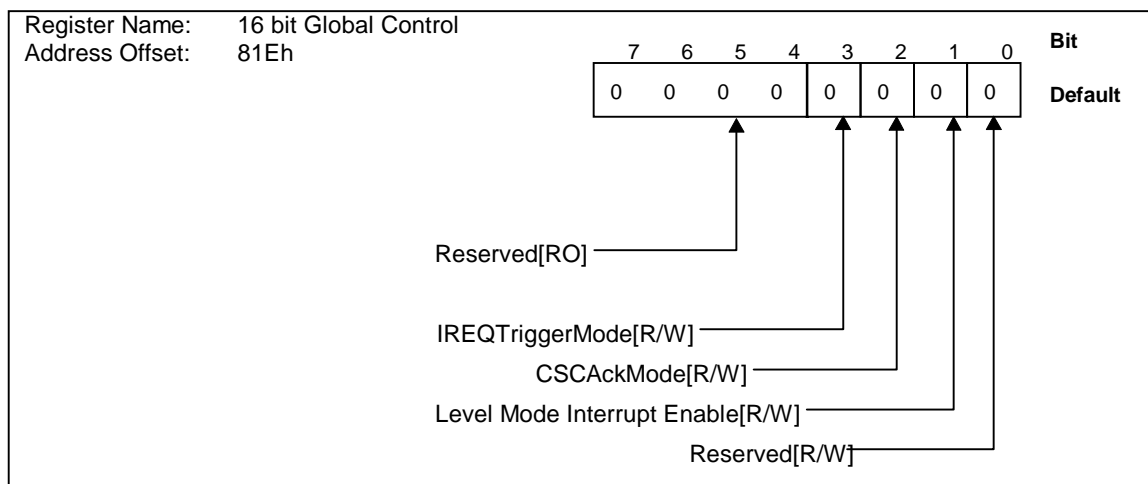 Register Name: 16 bit Global Control
Address Offset: 81Eh
Bit
7 6 5 4 3 2 1 0
0 0 0 0 0 0 0 0 Default
Reserved[RO]
IREQTriggerMode[R/W]
CSCAckMode[R/W]
Level Mode Interrupt Enable[R/W]
Reserved[R/W]